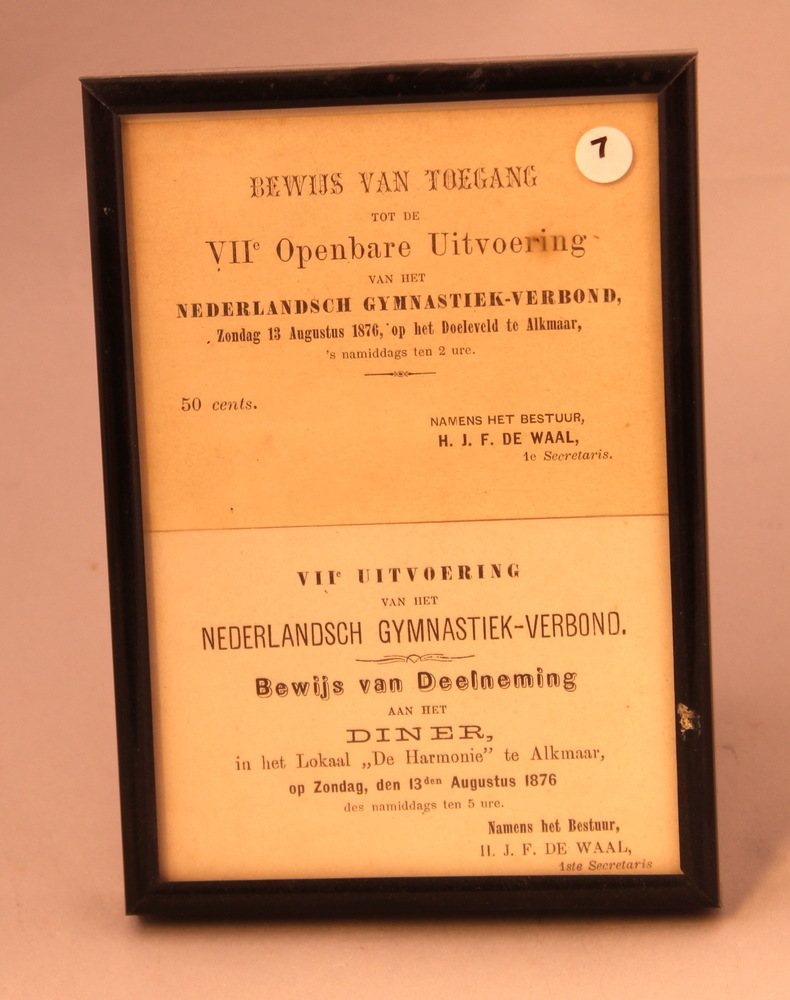 7
BEWIJS VAN TOEGANG
TOT DE
VIIe Openbare Uitvoering
VAN HET
NEDERLANDSCH GYMNASTIEK-VERBOND,
Zondag 13 Augustus 1876, op het Doeleveld te Alkmaar,
's namiddags ten 2 ure.
50 cents.
NAMENS HET BESTUUR,
H. J. F. DE WAAL,
1e Secretaris.
VIIe UITVOERING
VAN HET
NEDERLANDSCH GYMNASTIEK-VERBOND.
Bewijs van Deelneming
AAN HET
DINER,
in het Lokaal „De Harmonie” te Alkmaar,
op Zondag, den 13den Augustus 1876
des namiddags ten 5 ure.
Namens het Bestuur,
H. J. F. DE WAAL,
1ste Secretaris